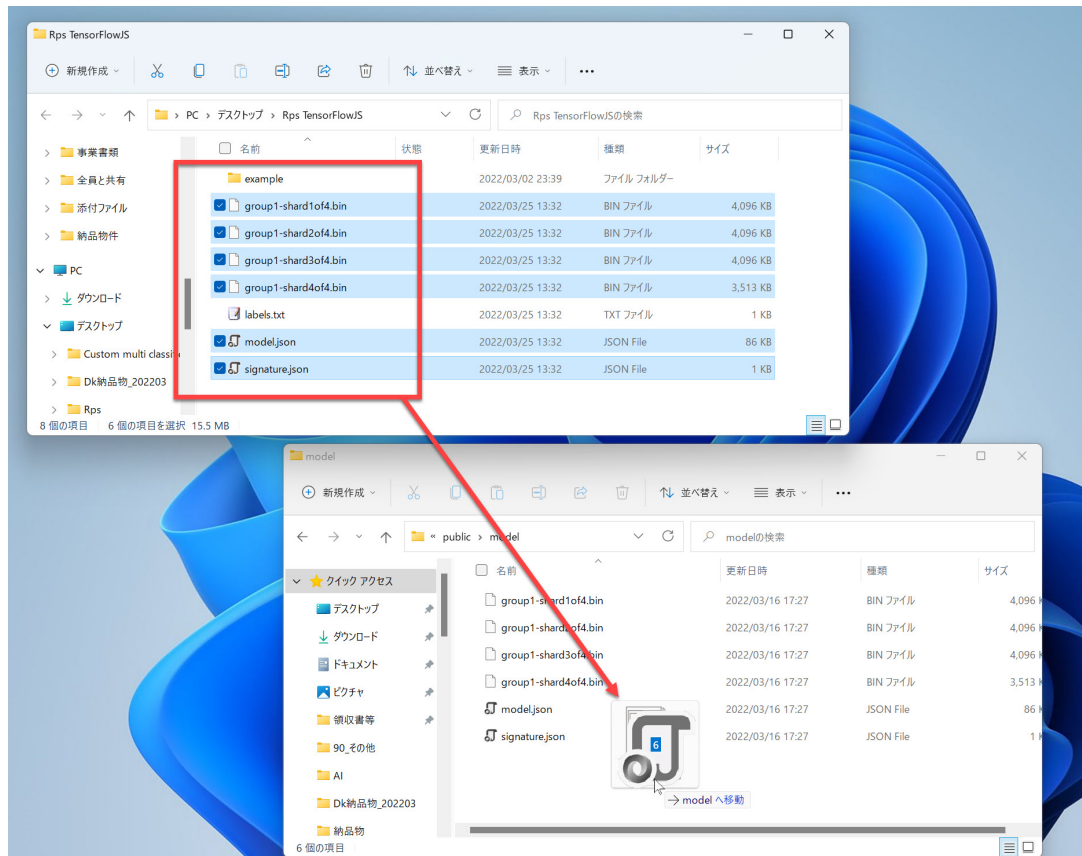 Rps TensorFlowJS
新規作成 並べ替え 表示
PC > デスクトップ > Rps TensorFlowJS Rps TensorFlowJSの検索
名前 状態 更新日時 種類 サイズ
事業書類
全員と共有
添付ファイル
納品物件
PC
ダウンロード
デスクトップ
Custom multi classi
Dk納品物_202203
Rps
example 2022/03/02 23:39 ファイル フォルダー
group1-shard1of4.bin 2022/03/25 13:32 BIN ファイル 4,096 KB
group1-shard2of4.bin 2022/03/25 13:32 BIN ファイル 4,096 KB
group1-shard3of4.bin 2022/03/25 13:32 BIN ファイル 4,096 KB
group1-shard4of4.bin 2022/03/25 13:32 BIN ファイル 3,513 KB
labels.txt 2022/03/25 13:32 TXT ファイル 1 KB
model.json 2022/03/25 13:32 JSON File 86 KB
signature.json 2022/03/25 13:32 JSON File 1 KB
8 個の項目 6 個の項目を選択 15.5 MB
model
新規作成 並べ替え 表示
« public > model modelの検索
名前 更新日時 種類 サイズ
クイック アクセス
デスクトップ
ダウンロード
ドキュメント
ピクチャ
領収書等
90_その他
AI
Dk納品物_202203
納品物
group1-shard1of4.bin 2022/03/16 17:27 BIN ファイル 4,096 K
group1-shard2of4.bin 2022/03/16 17:27 BIN ファイル 4,096 K
group1-shard3of4.bin 2022/03/16 17:27 BIN ファイル 4,096 K
group1-shard4of4.bin 2022/03/16 17:27 BIN ファイル 3,513 K
model.json 2022/03/16 17:27 JSON File 86 K
signature.json 2022/03/16 17:27 JSON File 1 K
6
→ model へ移動
6 個の項目